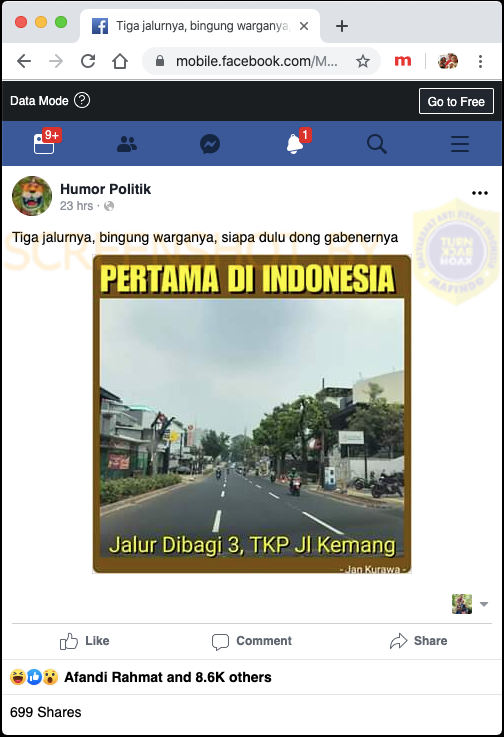 Tiga jalurnya, bingung warganya,
mobile.facebook.com/M...
Data Mode ?
Go to Free
9+
1
Humor Politik
23 hrs
Tiga jalurnya, bingung warganya, siapa dulu dong gabenernya
SCREENSHOT BY
MASYARAKAT ANTI FITNAH INDONESIA
TURN
BACK
HOAX
MAFINDO
PERTAMA DI INDONESIA
Jalur Dibagi 3, TKP Jl Kemang
- Jan Kurawa -
Like
Comment
Share
Afandi Rahmat and 8.6K others
699 Shares